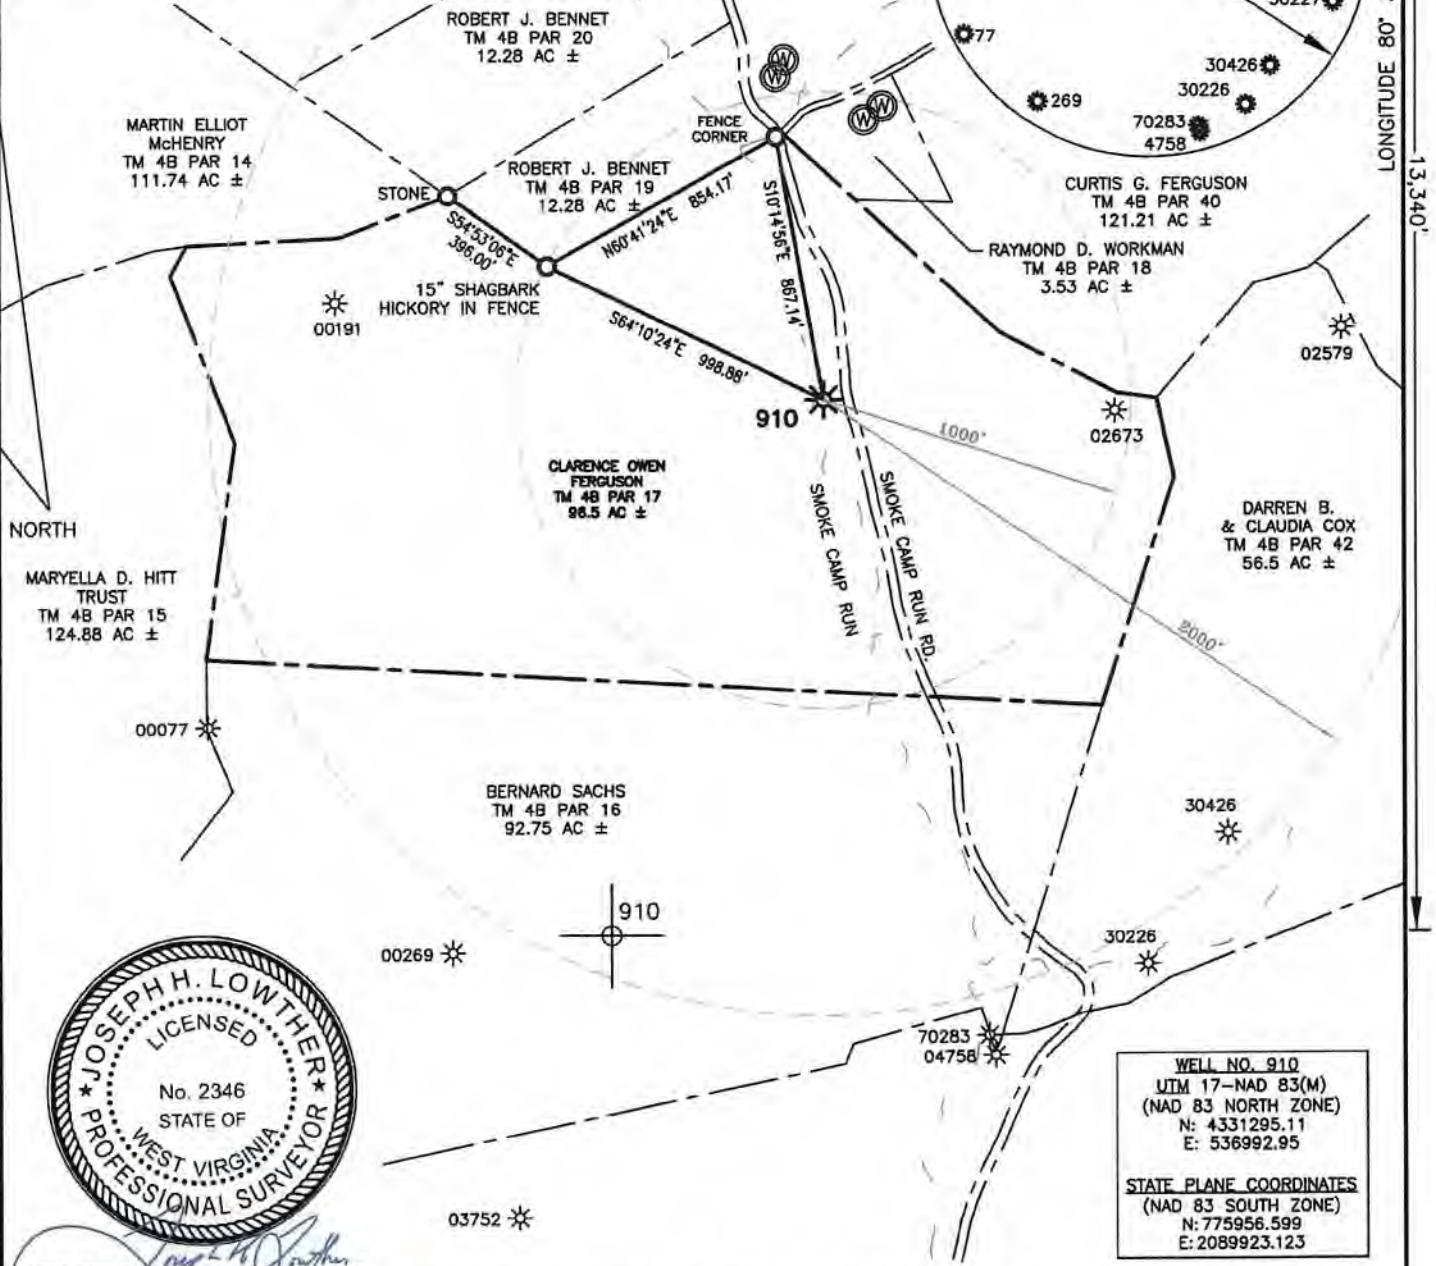 ROBERT J. BENNET
TM 4B PAR 20
12.28 AC ±
77
30426
30226
269
70283
4758
LONGITUDE 80°
13,340'
W
W
W
W
FENCE
CORNER
MARTIN ELLIOT
McHENRY
TM 4B PAR 14
111.74 AC ±
ROBERT J. BENNET
TM 4B PAR 19
12.28 AC ±
STONE
CURTIS G. FERGUSON
TM 4B PAR 40
121.21 AC ±
S54°53'06"E
396.00'
N60°41'24"E 854.17'
S10°14'56"E 867.14'
RAYMOND D. WORKMAN
TM 4B PAR 18
3.53 AC ±
15" SHAGBARK
HICKORY IN FENCE
00191
S64°10'24"E 998.88'
02579
910
1000'
02673
CLARENCE OWEN
FERGUSON
TM 4B PAR 17
96.5 AC ±
SMOKE CAMP RUN
SMOKE CAMP RUN RD.
DARREN B.
& CLAUDIA COX
TM 4B PAR 42
56.5 AC ±
NORTH
MARYELLA D. HITT
TRUST
TM 4B PAR 15
124.88 AC ±
2000'
00077
BERNARD SACHS
TM 4B PAR 16
92.75 AC ±
30426
910
00269
30226
70283
04758
JOSEPH H. LOWTHER
LICENSED
No. 2346
STATE OF
WEST VIRGINIA
PROFESSIONAL SURVEYOR
03752
WELL NO. 910
UTM 17-NAD 83(M)
(NAD 83 NORTH ZONE)
N: 4331295.11
E: 536992.95
STATE PLANE COORDINATES
(NAD 83 SOUTH ZONE)
N: 775956.599
E: 2089923.123